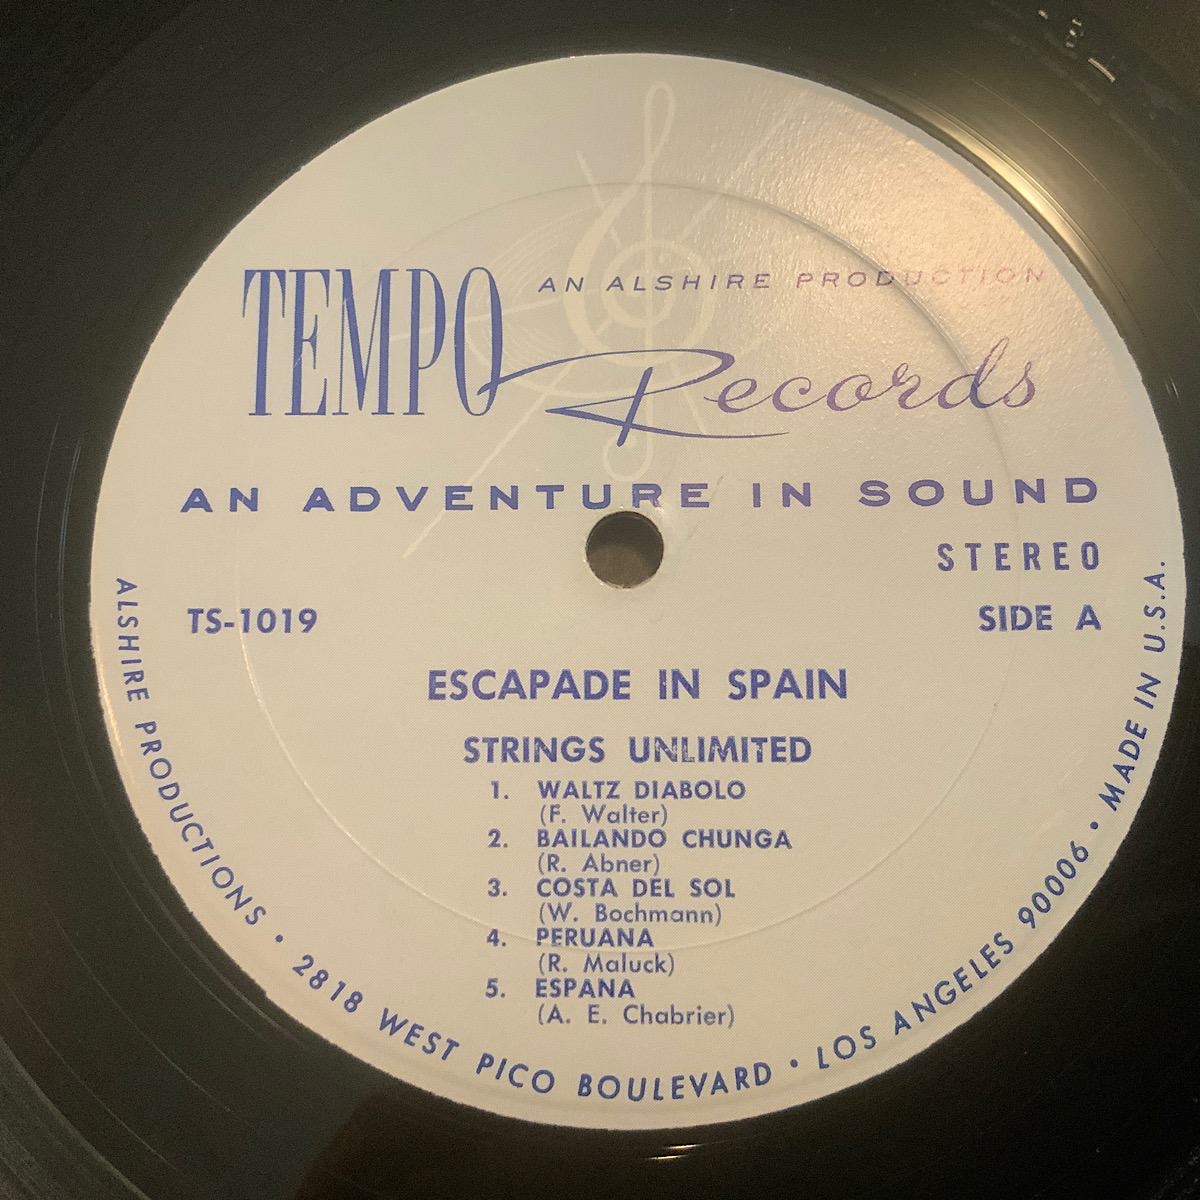 TEMPO
AN ALSHIRE PRODUCTION
Records
AN ADVENTURE IN SOUND
STEREO
TS-1019
SIDE A
ESCAPADE IN SPAIN
STRINGS UNLIMITED
1. WALTZ DIABOLO
(F. Walter)
2. BAILANDO CHUNGA
(R. Abner)
3. COSTA DEL SOL
(W. Bochmann)
4. PERUANA
(R. Maluck)
5. ESPANA
(A. E. Chabrier)
ALSHIRE PRODUCTIONS • 2818 WEST PICO BOULEVARD • LOS ANGELES 90006 • MADE IN U.S.A.